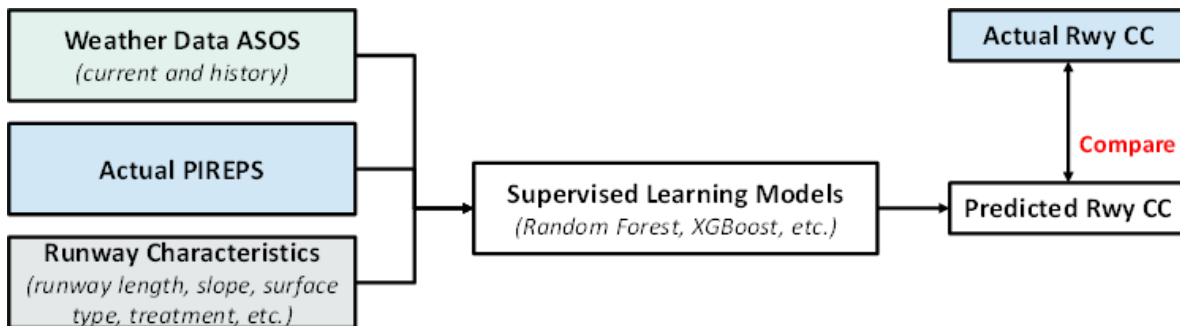 Weather Data ASOS
(current and history)
Actual PIREPS
Runway Characteristics
(runway length, slope, surface
type, treatment, etc.)
Supervised Learning Models
(Random Forest, XGBoost, etc.)
Actual Rwy CC
Compare
Predicted Rwy CC